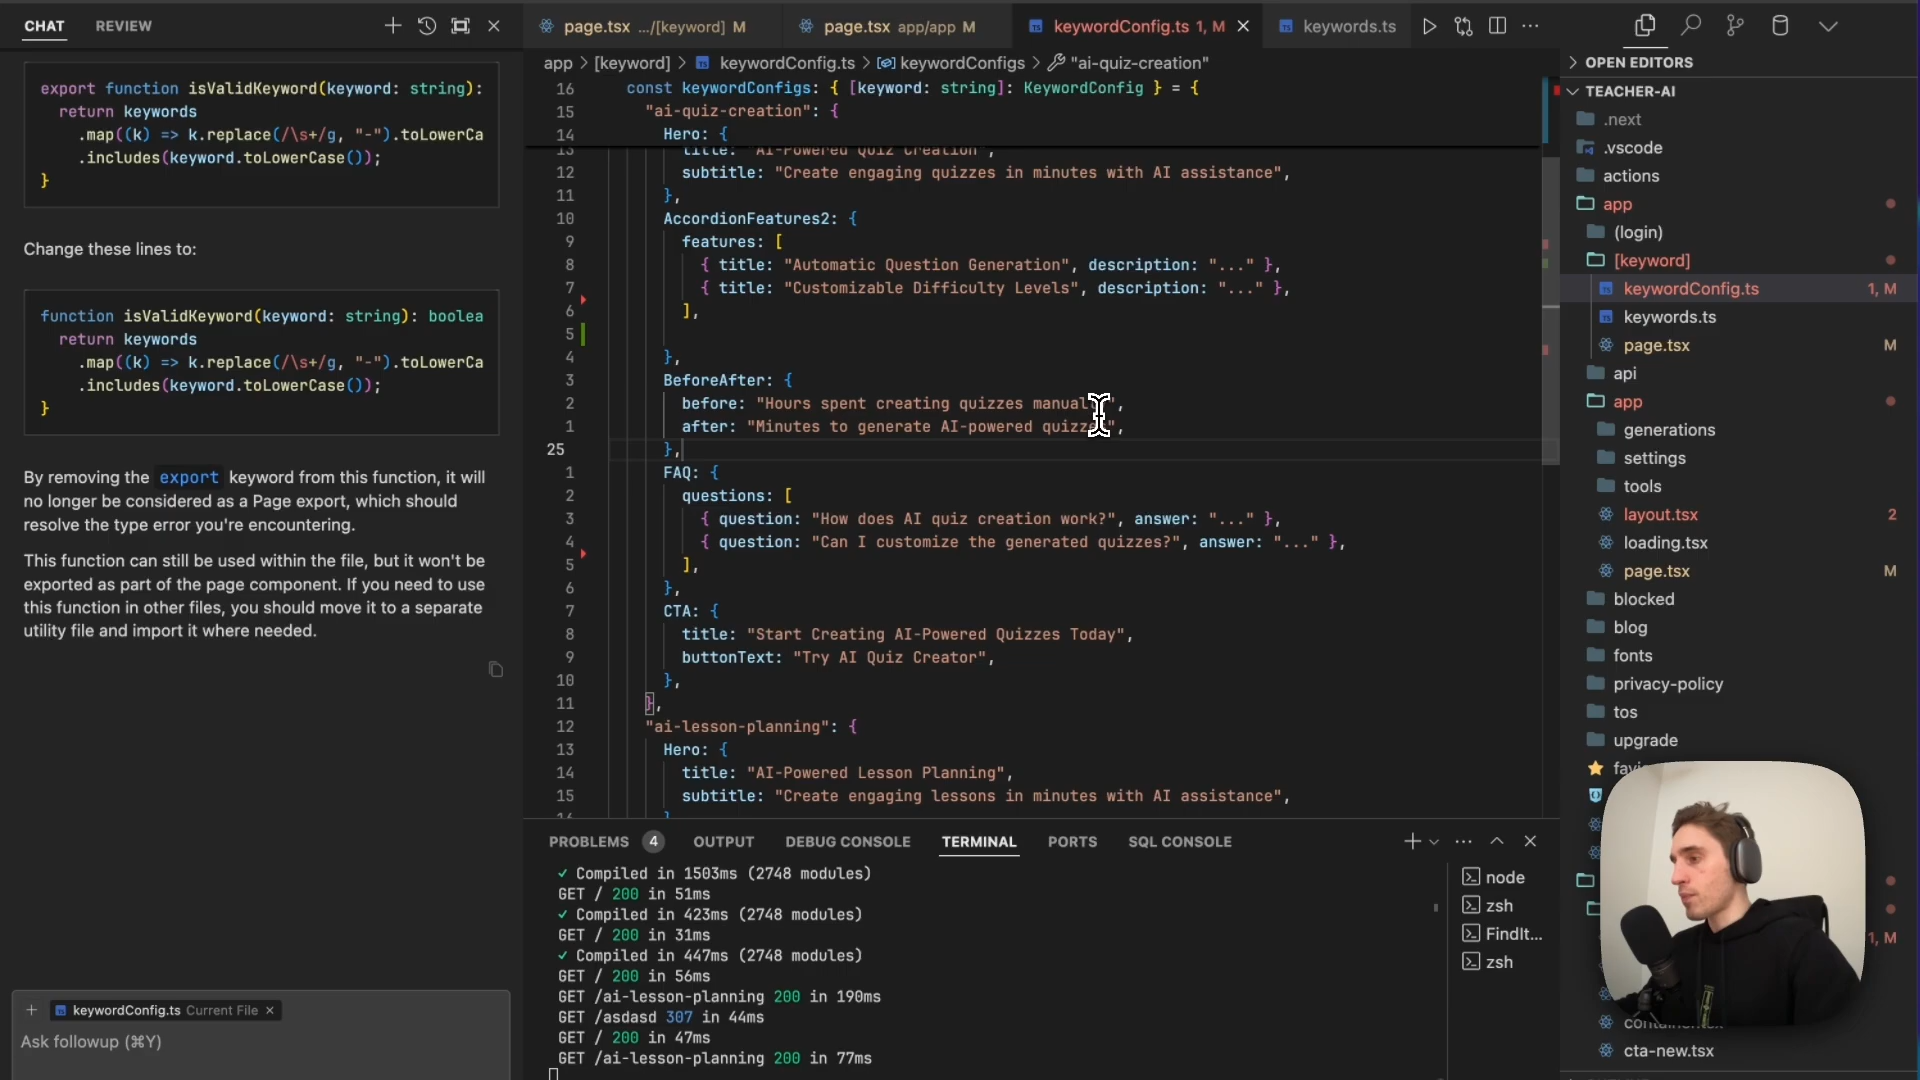 CHAT
REVIEW
export function isValidKeyword(keyword: string):
return keywords
.map((k) => k.replace(/\s+/g, "-").toLowerCa
.includes(keyword.toLowerCase());
}
Change these lines to:
function isValidKeyword(keyword: string): boolea
return keywords
.map((k) => k.replace(/\s+/g, "-").toLowerCa
.includes(keyword.toLowerCase());
}
By removing the export keyword from this function, it will
no longer be considered as a Page export, which should
resolve the type error you're encountering.
This function can still be used within the file, but it won't be
exported as part of the page component. If you need to use
this function in other files, you should move it to a separate
utility file and import it where needed.
+ keywordConfig.ts Current File ×
Ask followup (⌘Y)
page.tsx .../[keyword] M
page.tsx app/app M
keywordConfig.ts 1, M
keywords.ts
app > [keyword] > keywordConfig.ts > keywordConfigs > "ai-quiz-creation"
16 const keywordConfigs: { [keyword: string]: KeywordConfig } = {
15 "ai-quiz-creation": {
14 Hero: {
13 title: "AI-Powered Quiz Creation",
12 subtitle: "Create engaging quizzes in minutes with AI assistance",
11 },
10 AccordionFeatures2: {
9 features: [
8 { title: "Automatic Question Generation", description: "..." },
7 { title: "Customizable Difficulty Levels", description: "..." },
6 ],
5
4 },
3 BeforeAfter: {
2 before: "Hours spent creating quizzes manually",
1 after: "Minutes to generate AI-powered quizzes",
25 },
1 FAQ: {
2 questions: [
3 { question: "How does AI quiz creation work?", answer: "..." },
4 { question: "Can I customize the generated quizzes?", answer: "..." },
5 ],
6 },
7 CTA: {
8 title: "Start Creating AI-Powered Quizzes Today",
9 buttonText: "Try AI Quiz Creator",
10 },
11 },
12 "ai-lesson-planning": {
13 Hero: {
14 title: "AI-Powered Lesson Planning",
15 subtitle: "Create engaging lessons in minutes with AI assistance",
PROBLEMS 4
OUTPUT
DEBUG CONSOLE
TERMINAL
PORTS
SQL CONSOLE
✓ Compiled in 1503ms (2748 modules)
GET / 200 in 51ms
✓ Compiled in 423ms (2748 modules)
GET / 200 in 31ms
✓ Compiled in 447ms (2748 modules)
GET / 200 in 56ms
GET /ai-lesson-planning 200 in 190ms
GET /asdasd 307 in 44ms
GET / 200 in 47ms
GET /ai-lesson-planning 200 in 77ms
node
zsh
FindIt...
zsh
OPEN EDITORS
TEACHER-AI
.next
.vscode
actions
app
(login)
[keyword]
keywordConfig.ts 1, M
keywords.ts
page.tsx M
api
app
generations
settings
tools
layout.tsx 2
loading.tsx
page.tsx M
blocked
blog
fonts
privacy-policy
tos
upgrade
1, M
cta-new.tsx